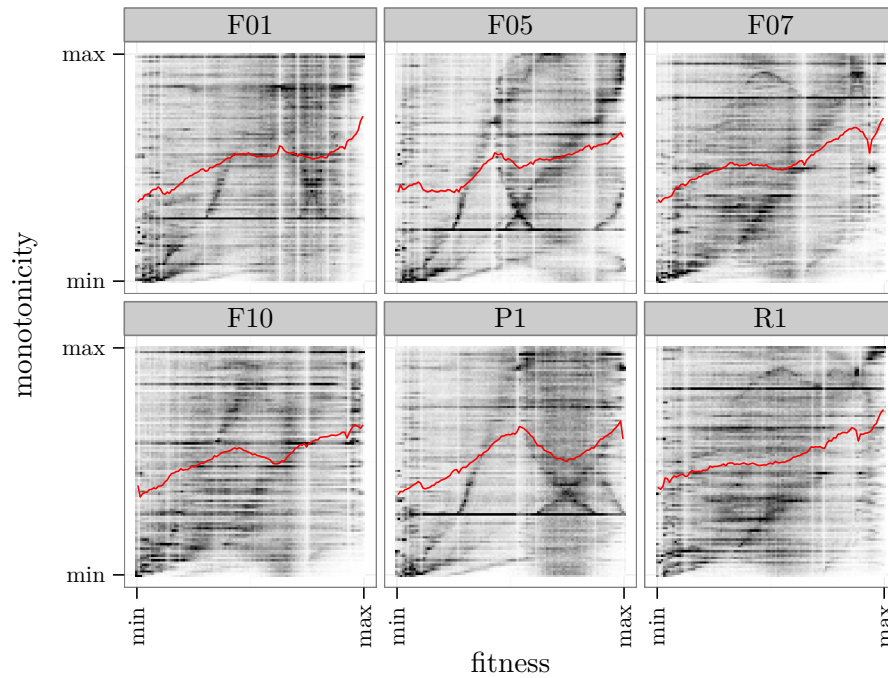 F01 F05 F07
max
min
F10 P1 R1
max
min
monotonicity
min max min max min max
fitness